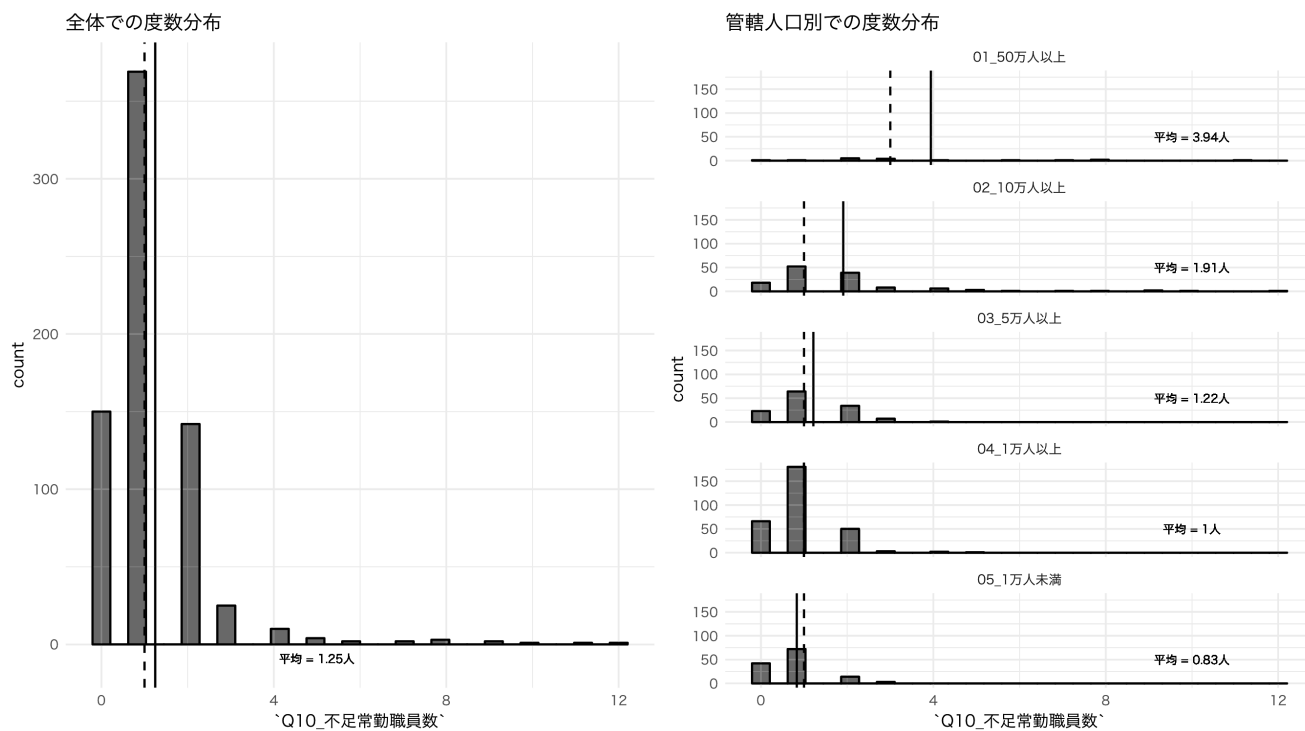 全体での度数分布
count
300
200
100
0
平均 = 1.25人
0
4
8
12
`Q10_不足常勤職員数`
管轄人口別での度数分布
count
01_50万人以上
150
100
50
0
平均 = 3.94人
02_10万人以上
150
100
50
0
平均 = 1.91人
03_5万人以上
150
100
50
0
平均 = 1.22人
04_1万人以上
150
100
50
0
平均 = 1人
05_1万人未満
150
100
50
0
平均 = 0.83人
0
4
8
12
`Q10_不足常勤職員数`